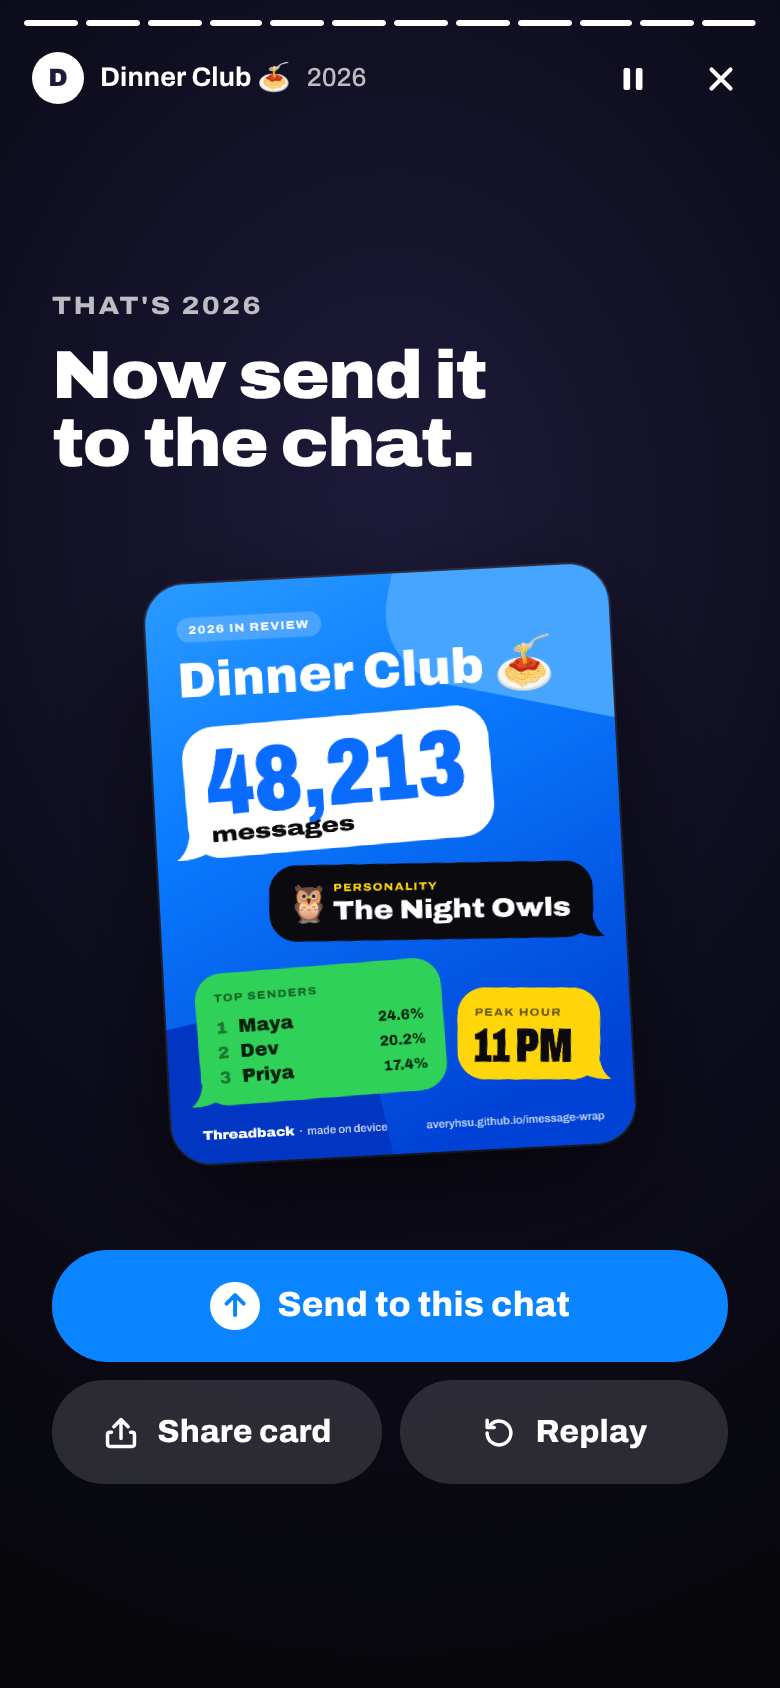 D Dinner Club 🍝 2026
THAT'S 2026
Now send it
to the chat.
2026 IN REVIEW
Dinner Club 🍝
48,213
messages
PERSONALITY
The Night Owls
TOP SENDERS
1 Maya 24.6%
2 Dev 20.2%
3 Priya 17.4%
PEAK HOUR
11 PM
Threadback · made on device
averyhsu.github.io/imessage-wrap
Send to this chat
Share card
Replay